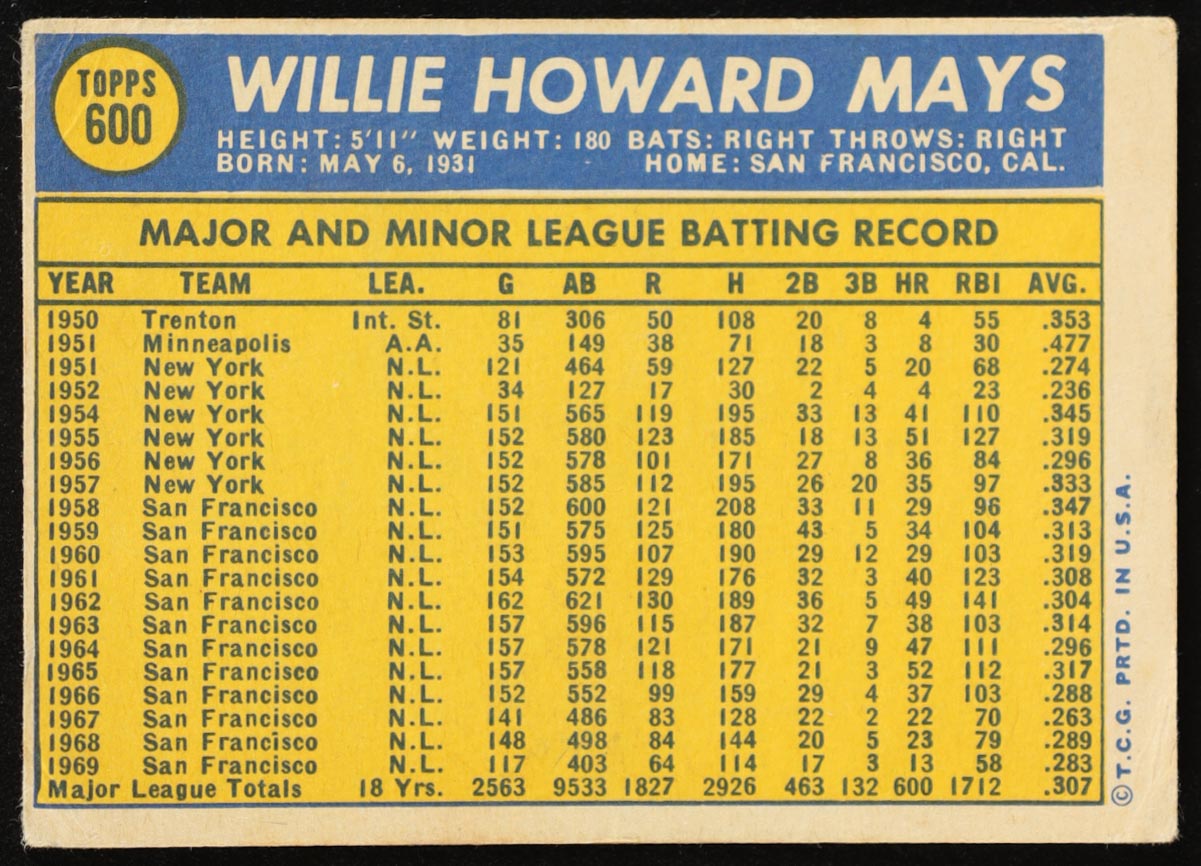 TOPPS
600
WILLIE HOWARD MAYS
HEIGHT: 5'11" WEIGHT: 180 BATS: RIGHT THROWS: RIGHT
BORN: MAY 6, 1931 HOME: SAN FRANCISCO, CAL.
MAJOR AND MINOR LEAGUE BATTING RECORD
YEAR TEAM LEA. G AB R H 2B 3B HR RBI AVG.
1950 Trenton Int. St. 81 306 50 108 20 8 4 55 .353
1951 Minneapolis A.A. 35 149 38 71 18 3 8 30 .477
1951 New York N.L. 121 464 59 127 22 5 20 68 .274
1952 New York N.L. 34 127 17 30 2 4 4 23 .236
1954 New York N.L. 151 565 119 195 33 13 41 110 .345
1955 New York N.L. 152 580 123 185 18 13 51 127 .319
1956 New York N.L. 152 578 101 171 27 8 36 84 .296
1957 New York N.L. 152 585 112 195 26 20 35 97 .333
1958 San Francisco N.L. 152 600 121 208 33 11 29 96 .347
1959 San Francisco N.L. 151 575 125 180 43 5 34 104 .313
1960 San Francisco N.L. 153 595 107 190 29 12 29 103 .319
1961 San Francisco N.L. 154 572 129 176 32 3 40 123 .308
1962 San Francisco N.L. 162 621 130 189 36 5 49 141 .304
1963 San Francisco N.L. 157 596 115 187 32 7 38 103 .314
1964 San Francisco N.L. 157 578 121 171 21 9 47 111 .296
1965 San Francisco N.L. 157 558 118 177 21 3 52 112 .317
1966 San Francisco N.L. 152 552 99 159 29 4 37 103 .288
1967 San Francisco N.L. 141 486 83 128 22 2 22 70 .263
1968 San Francisco N.L. 148 498 84 144 20 5 23 79 .289
1969 San Francisco N.L. 117 403 64 114 17 3 13 58 .283
Major League Totals 18 Yrs. 2563 9533 1827 2926 463 132 600 1712 .307
© T.C.G. PRTD. IN U.S.A.